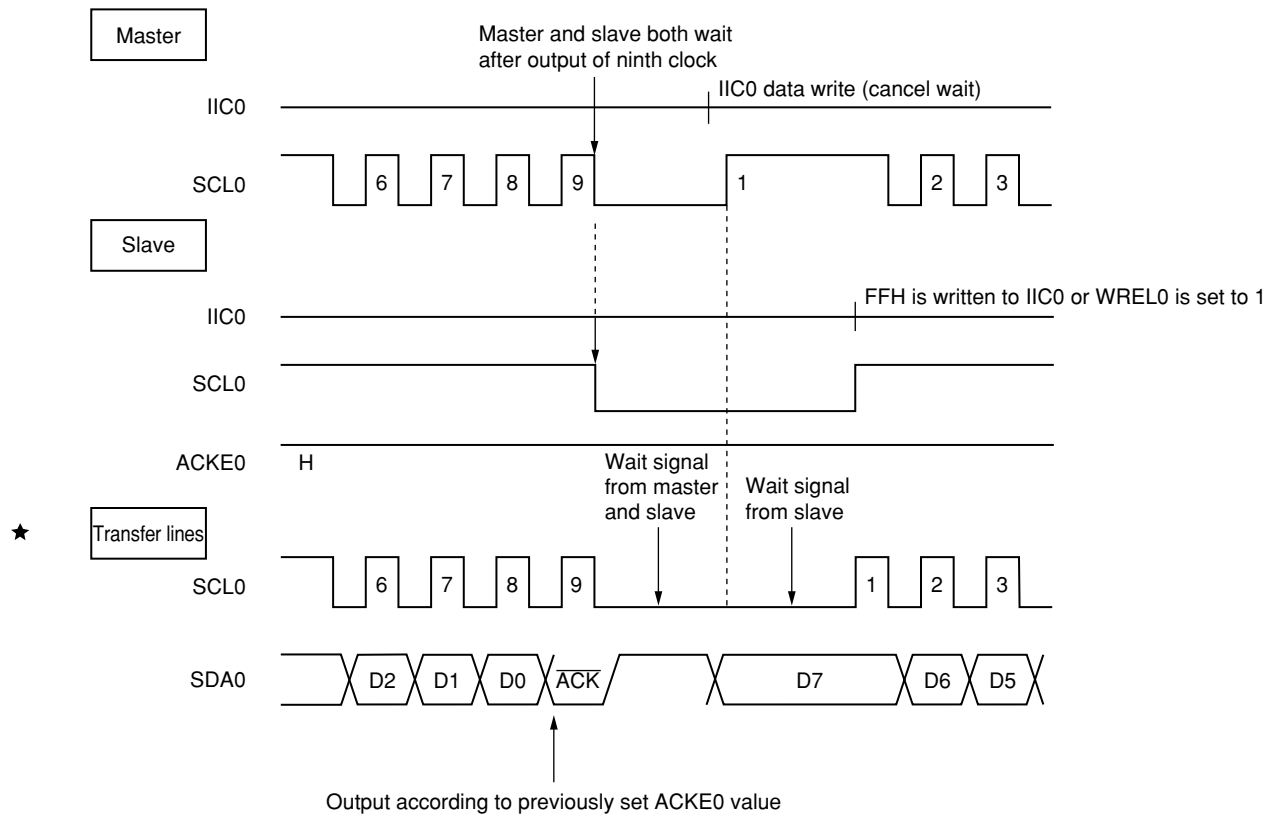 Master
Master and slave both wait
after output of ninth clock
IIC0 data write (cancel wait)
IIC0
SCL0
6 7 8 9 1 2 3
Slave
FFH is written to IIC0 or WREL0 is set to 1
IIC0
SCL0
ACKE0 H
Wait signal
from master
and slave
Wait signal
from slave
★ Transfer lines
SCL0
6 7 8 9 1 2 3
SDA0
D2 D1 D0 A̅C̅K̅ D7 D6 D5
Output according to previously set ACKE0 value